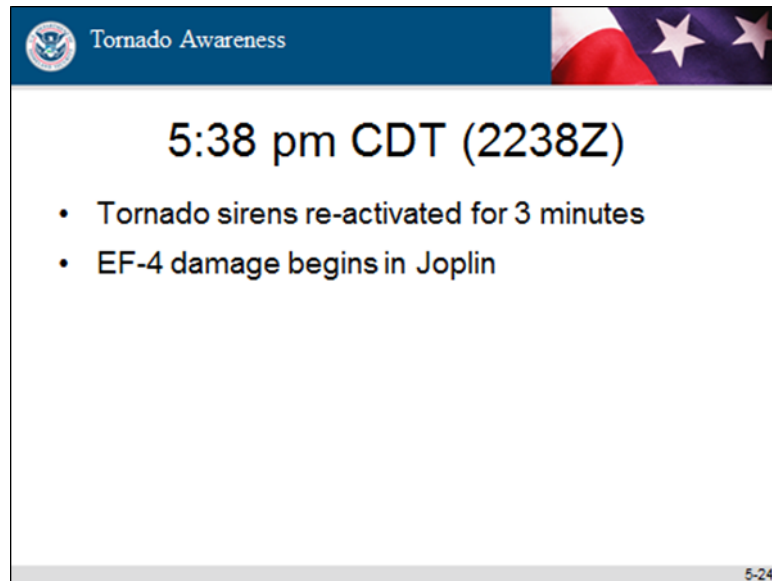 Tornado Awareness
5:38 pm CDT (2238Z)
• Tornado sirens re-activated for 3 minutes
• EF-4 damage begins in Joplin
5-24